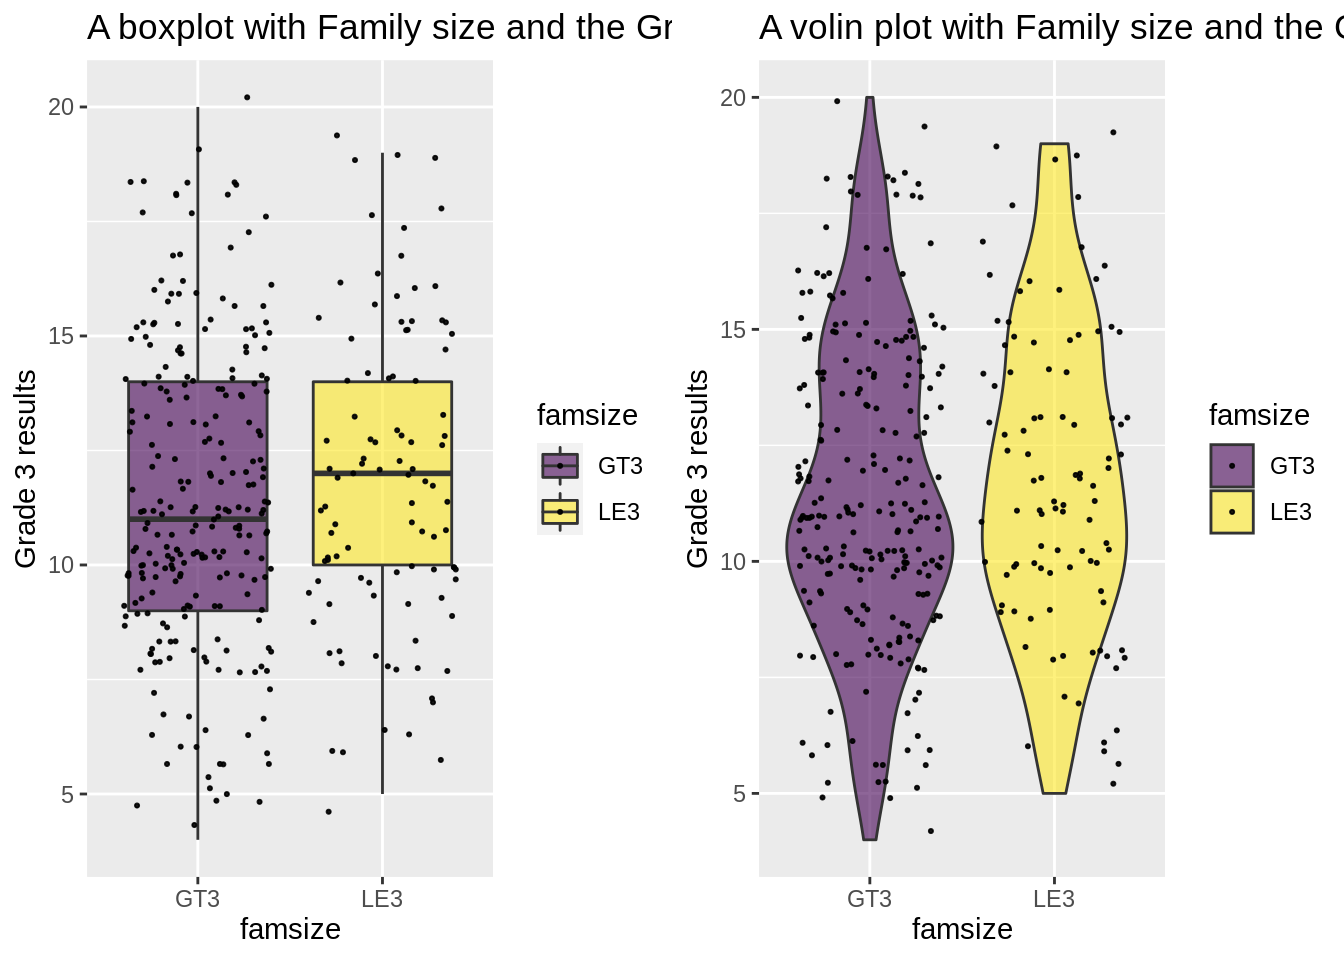 A boxplot with Family size and the Gr
20
15
10
5
Grade 3 results
GT3
LE3
famsize
famsize
GT3
LE3
A volin plot with Family size and the G
20
15
10
5
Grade 3 results
GT3
LE3
famsize
famsize
GT3
LE3